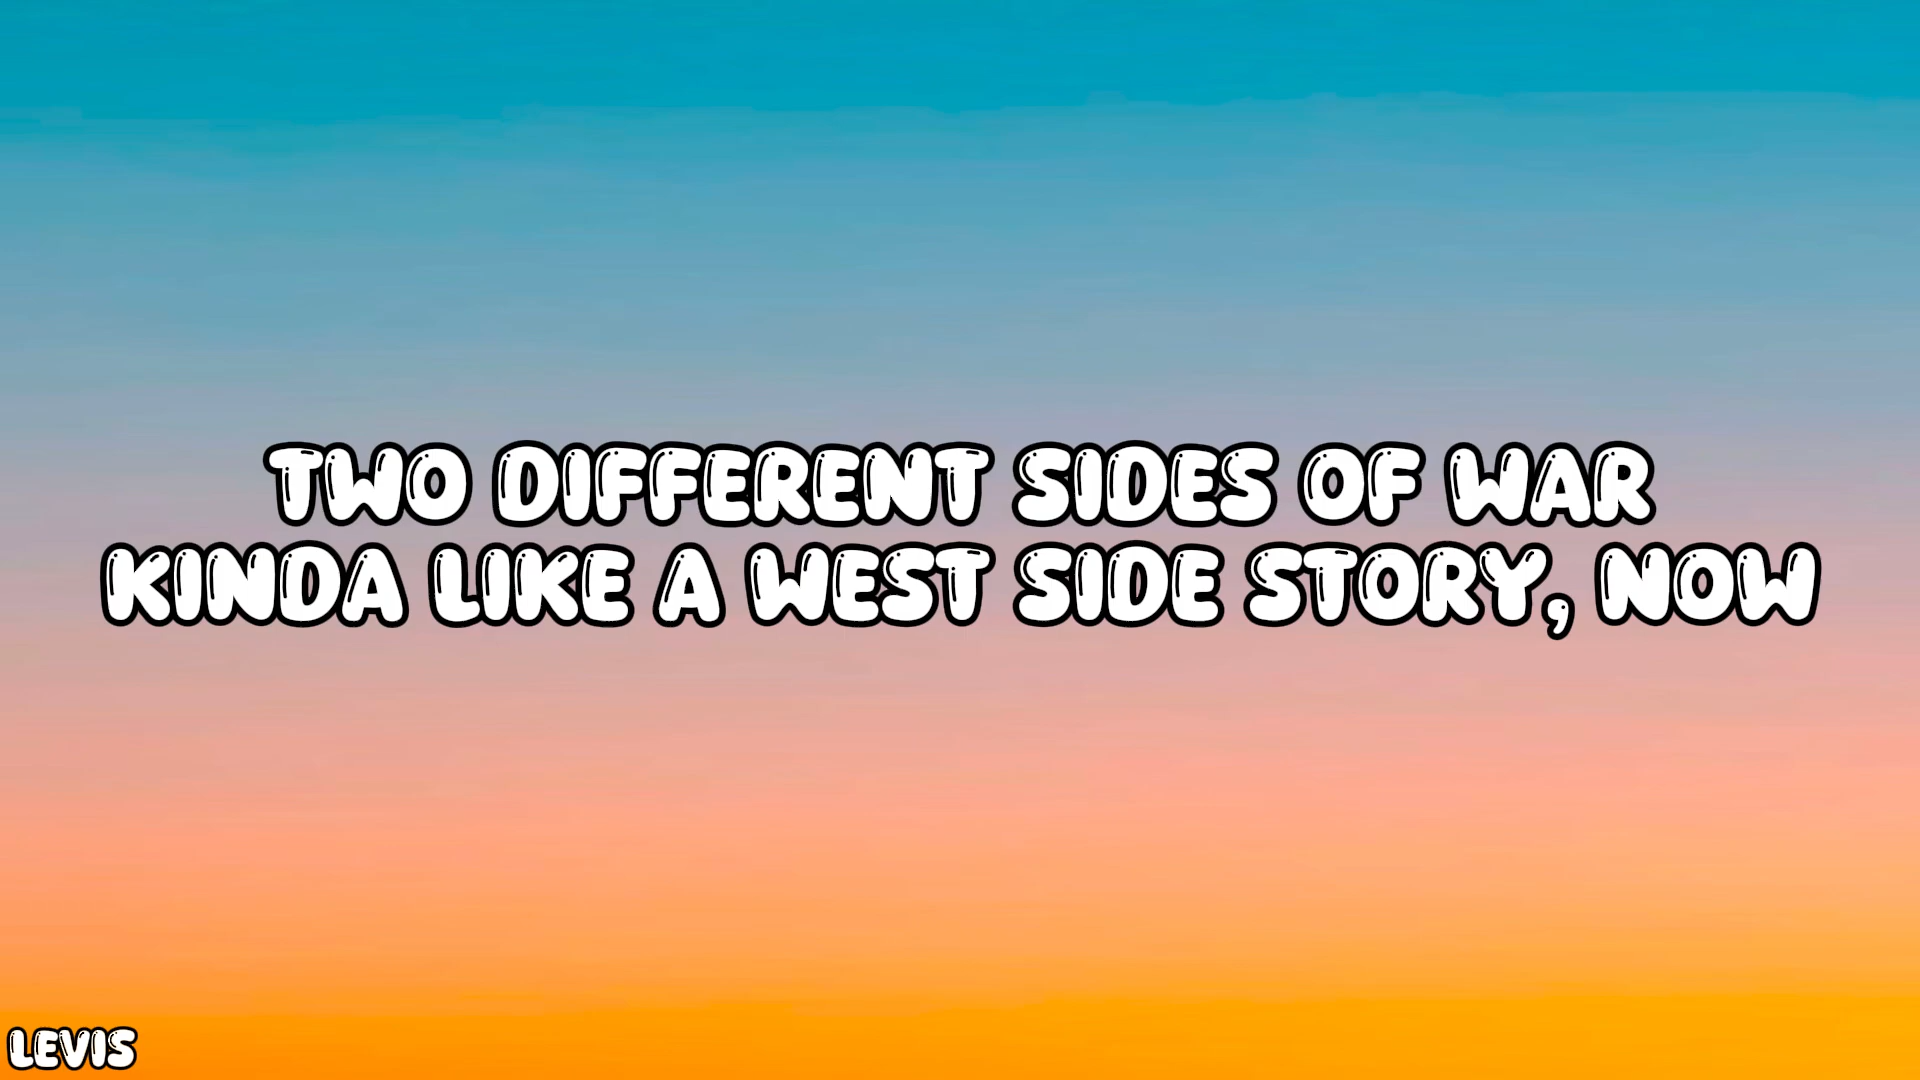 TWO DIFFERENT SIDES OF WAR
KINDA LIKE A WEST SIDE STORY, NOW
LEVIS